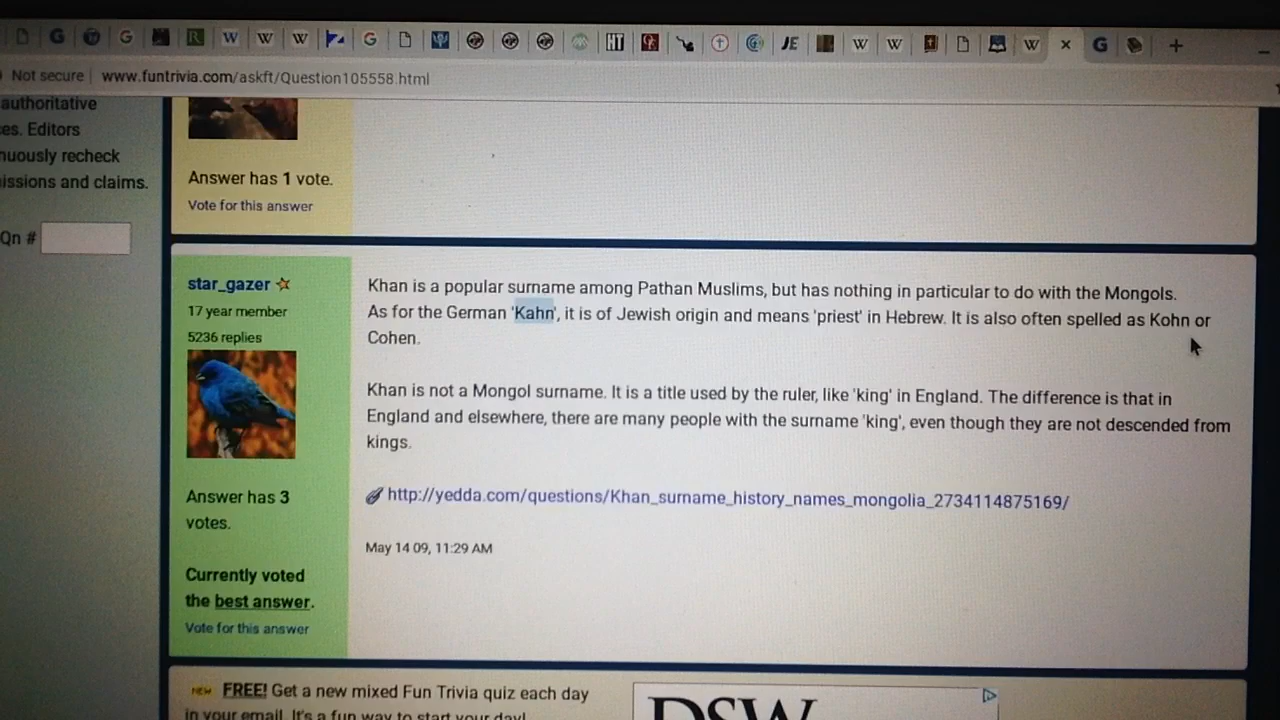 Not secure www.funtrivia.com/askft/Question105558.html
authoritative
Editors
submissions and claims.
Qn #
Answer has 1 vote.
Vote for this answer
star_gazer
17 year member
5236 replies
Answer has 3
votes.
Currently voted
the best answer.
Vote for this answer
Khan is a popular surname among Pathan Muslims, but has nothing in particular to do with the Mongols.
As for the German 'Kahn', it is of Jewish origin and means 'priest' in Hebrew. It is also often spelled as Kohn or
Cohen.
Khan is not a Mongol surname. It is a title used by the ruler, like 'king' in England. The difference is that in
England and elsewhere, there are many people with the surname 'king', even though they are not descended from
kings.
http://yedda.com/questions/Khan_surname_history_names_mongolia_2734114875169/
May 14 09, 11:29 AM
NEW FREE! Get a new mixed Fun Trivia quiz each day
in your email. It's a fun way to start your day!
DSW